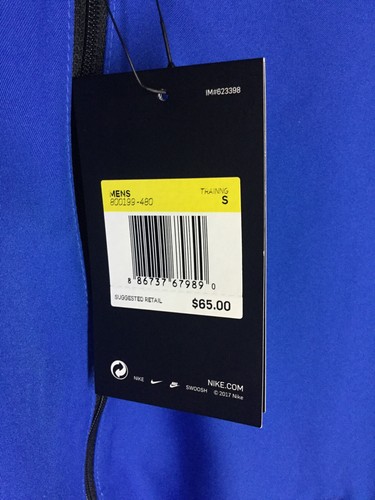 IM#623398
MENS
TRAINNG
800199-480
S
8 86737 67989 0
SUGGESTED RETAIL
$65.00
NIKE.COM
NIKE SWOOSH © 2017 Nike